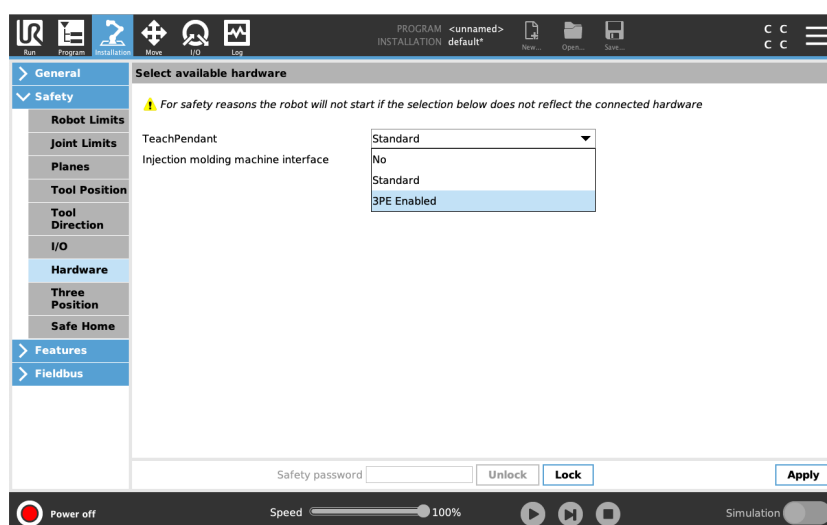 UR
PROGRAM <unnamed>
INSTALLATION default*
Run Program Installation Move I/O Log New... Open... Save...
C C
C C
General
Safety
Robot Limits
Joint Limits
Planes
Tool Position
Tool
Direction
I/O
Hardware
Three
Position
Safe Home
Features
Fieldbus
Select available hardware
For safety reasons the robot will not start if the selection below does not reflect the connected hardware
TeachPendant Standard
Injection molding machine interface
No
Standard
3PE Enabled
Safety password Unlock Lock Apply
Power off Speed 100% Simulation